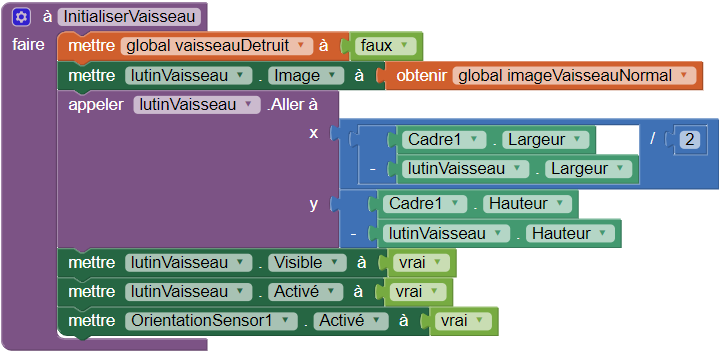 à InitialiserVaisseau
faire mettre global vaisseauDetruit à faux
mettre lutinVaisseau . Image à obtenir global imageVaisseauNormal
appeler lutinVaisseau .Aller à
x Cadre1 . Largeur / 2
- lutinVaisseau . Largeur
y Cadre1 . Hauteur
- lutinVaisseau . Hauteur
mettre lutinVaisseau . Visible à vrai
mettre lutinVaisseau . Activé à vrai
mettre OrientationSensor1 . Activé à vrai